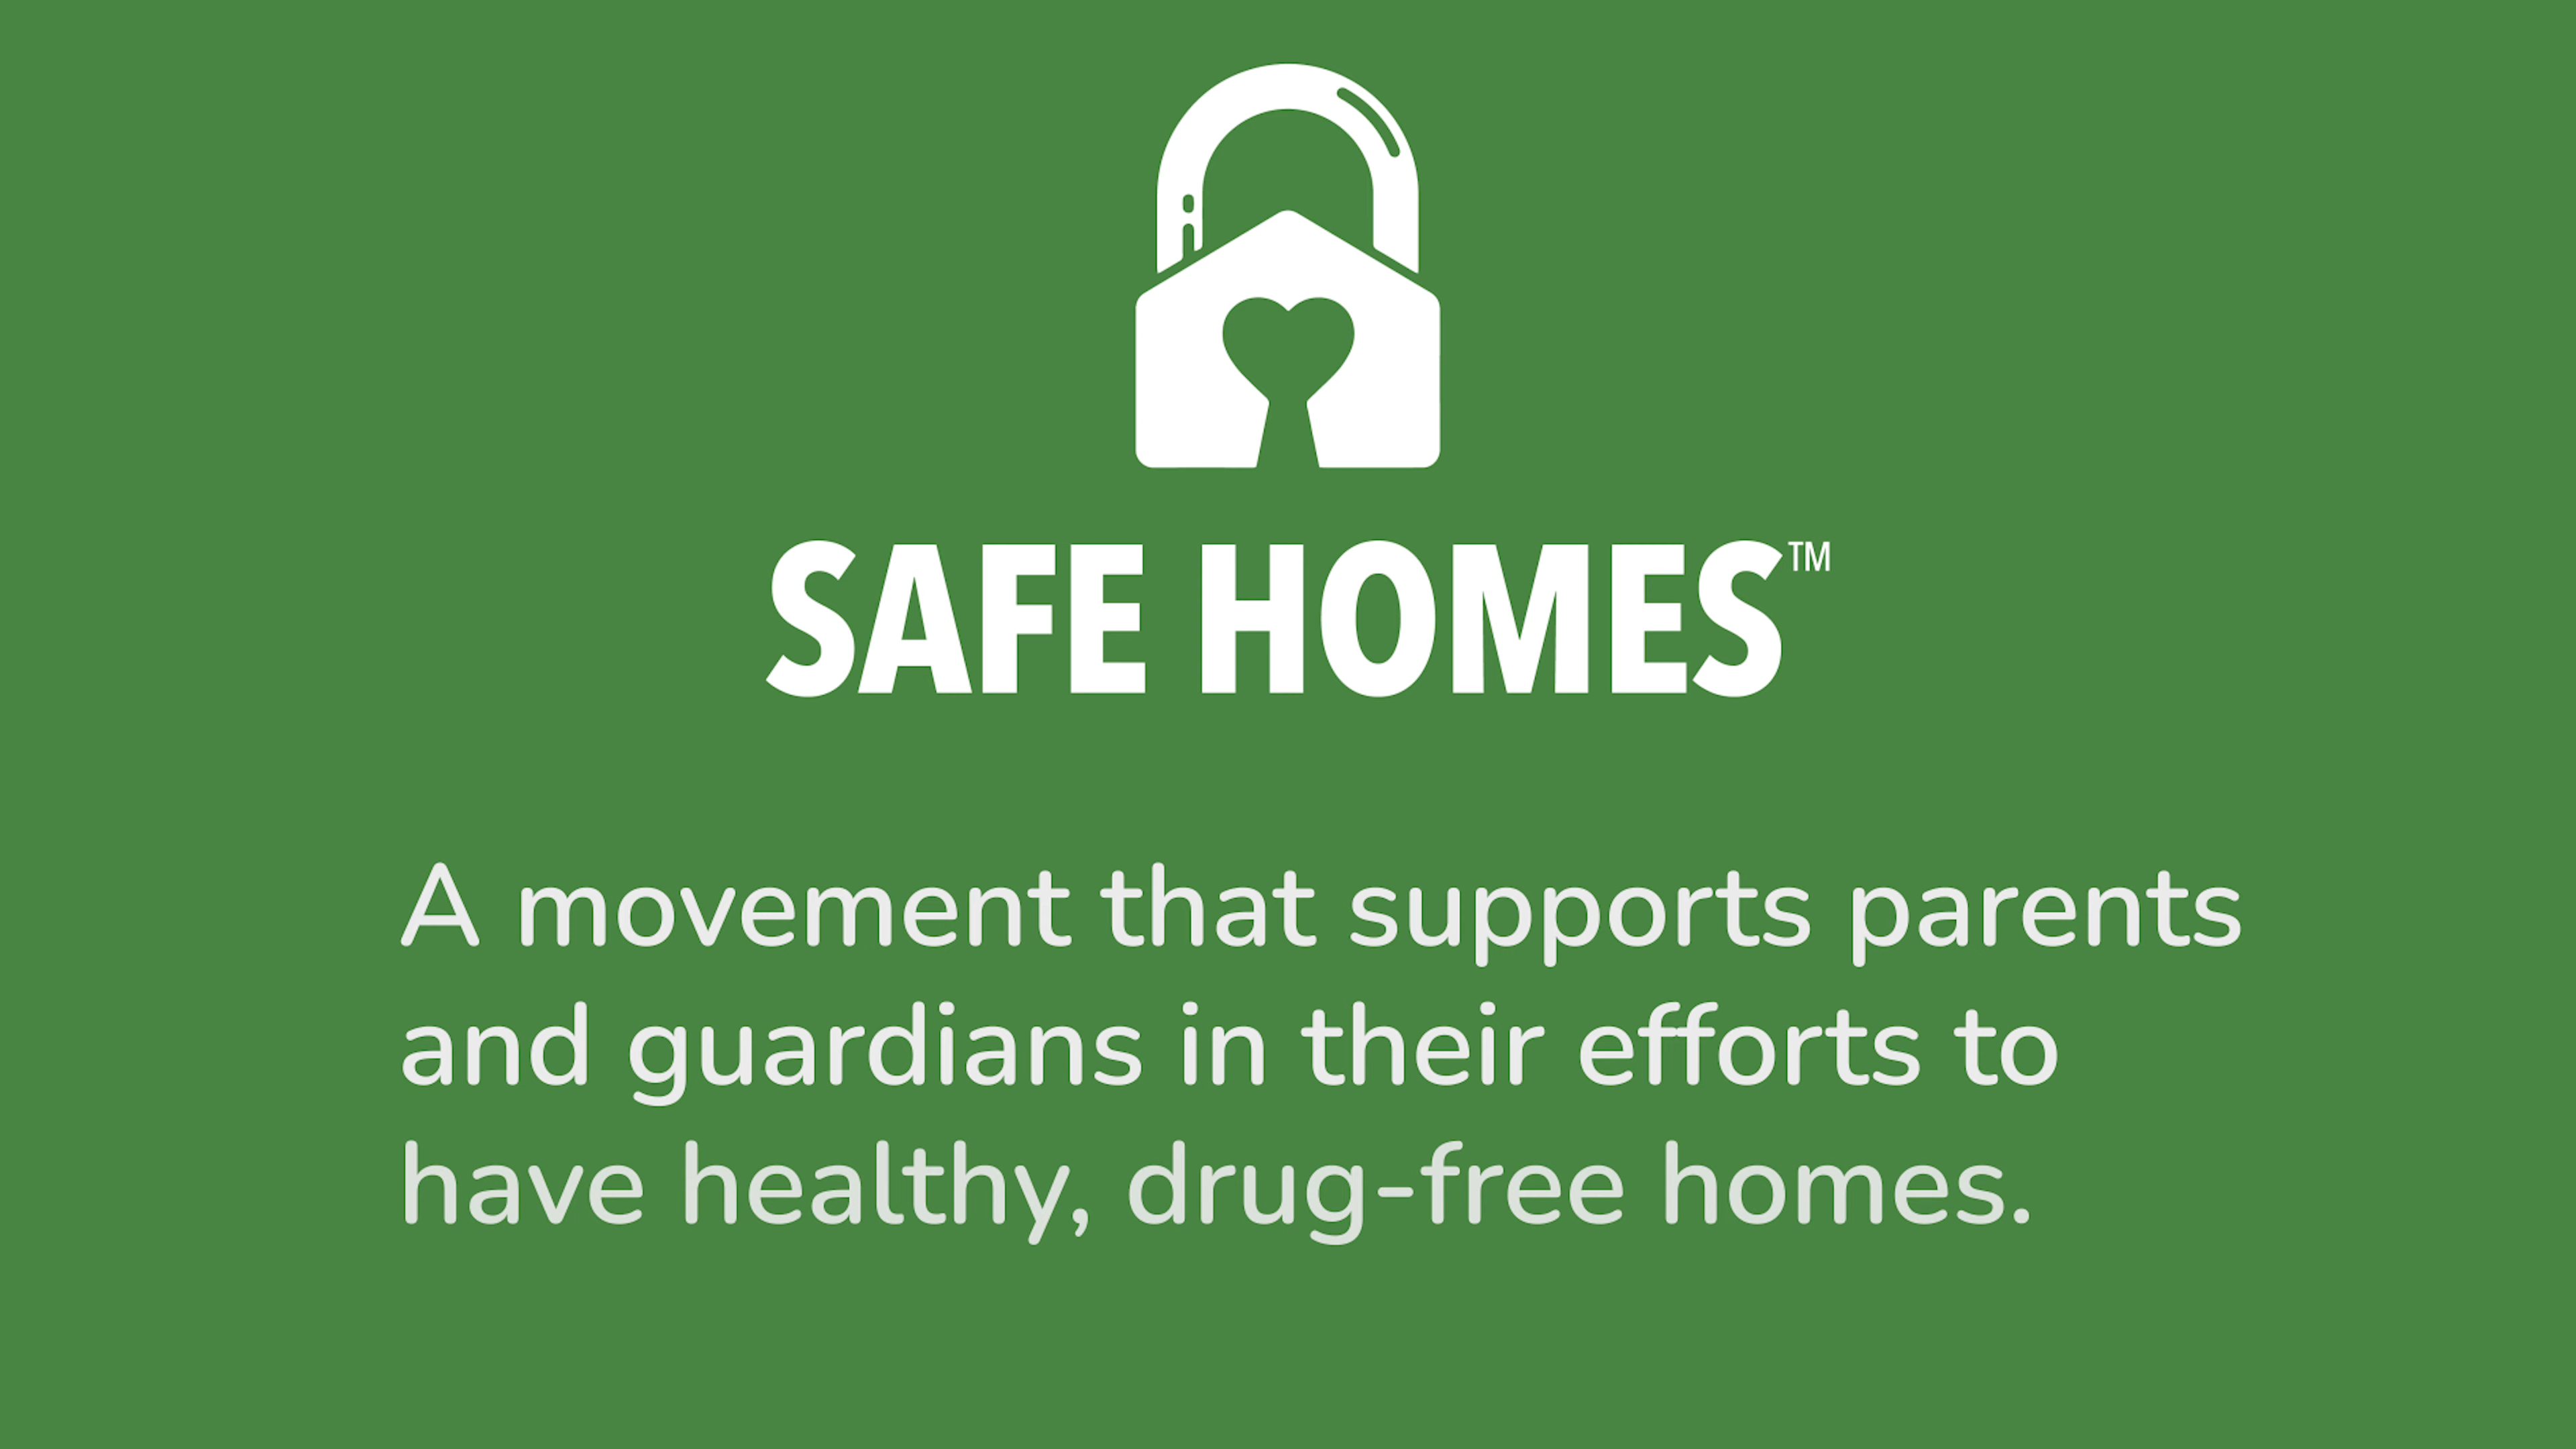 SAFE HOMES™
A movement that supports parents
and guardians in their efforts to
have healthy, drug-free homes.